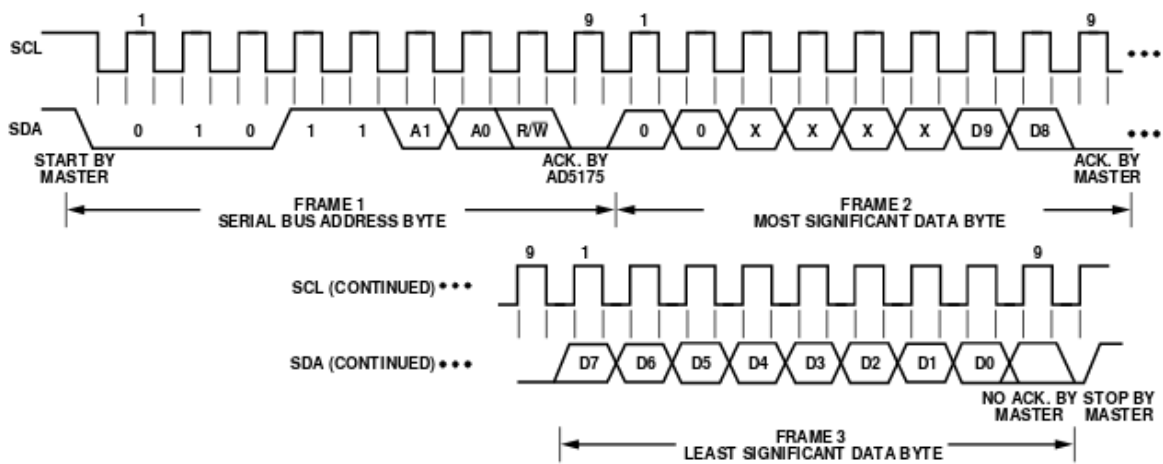 1 9 1 9
SCL
SDA 0 1 0 1 1 A1 A0 R/W̅ 0 0 X X X X D9 D8
START BY MASTER
ACK. BY AD5175
ACK. BY MASTER
FRAME 1
SERIAL BUS ADDRESS BYTE
FRAME 2
MOST SIGNIFICANT DATA BYTE
9 1 9
SCL (CONTINUED)
SDA (CONTINUED) D7 D6 D5 D4 D3 D2 D1 D0
NO ACK. BY MASTER
STOP BY MASTER
FRAME 3
LEAST SIGNIFICANT DATA BYTE